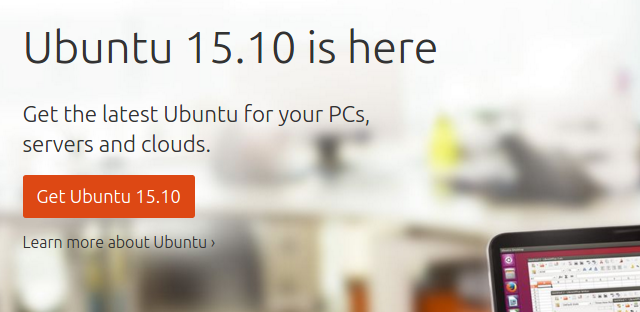 Ubuntu 15.10 is here
Get the latest Ubuntu for your PCs,
servers and clouds.
Get Ubuntu 15.10
Learn more about Ubuntu ›